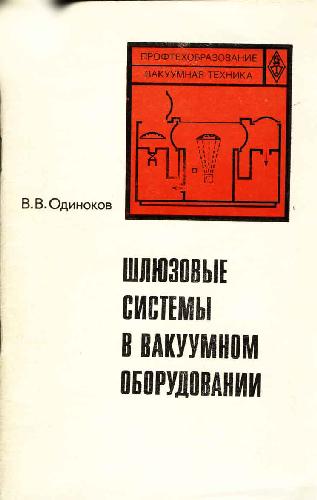 ПРОФТЕХОБРАЗОВАНИЕ
ВАКУУМНАЯ ТЕХНИКА
В.В.Одиноков
ШЛЮЗОВЫЕ
СИСТЕМЫ
В ВАКУУМНОМ
ОБОРУДОВАНИИ